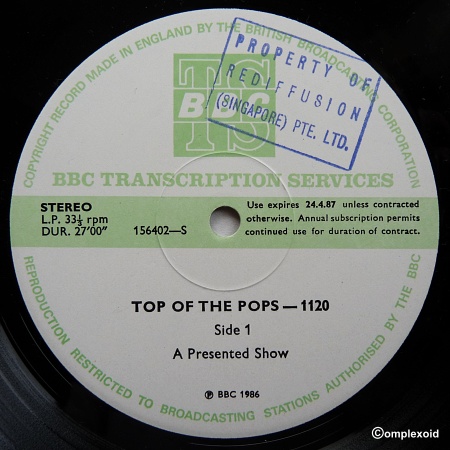 COPYRIGHT RECORD MADE IN ENGLAND BY THE BRITISH BROADCASTING CORPORATION
PROPERTY OF
REDIFFUSION
(SINGAPORE) PTE. LTD.
TS
BBC
TS
BBC TRANSCRIPTION SERVICES
STEREO
L.P. 33⅓ rpm
DUR. 27'00" 156402—S
Use expires 24.4.87 unless contracted
otherwise. Annual subscription permits
continued use for duration of contract.
TOP OF THE POPS — 1120
Side 1
A Presented Show
℗ BBC 1986
REPRODUCTION RESTRICTED TO BROADCASTING STATIONS AUTHORISED BY THE BBC
©omplexoid